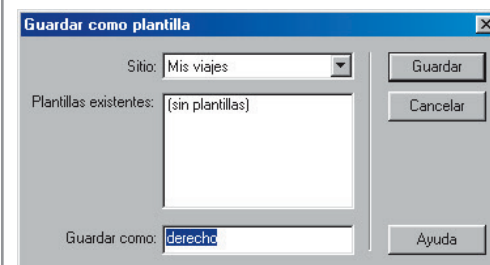 Guardar como plantilla
Sitio: Mis viajes
Guardar
Plantillas existentes: (sin plantillas)
Cancelar
Guardar como: derecho
Ayuda